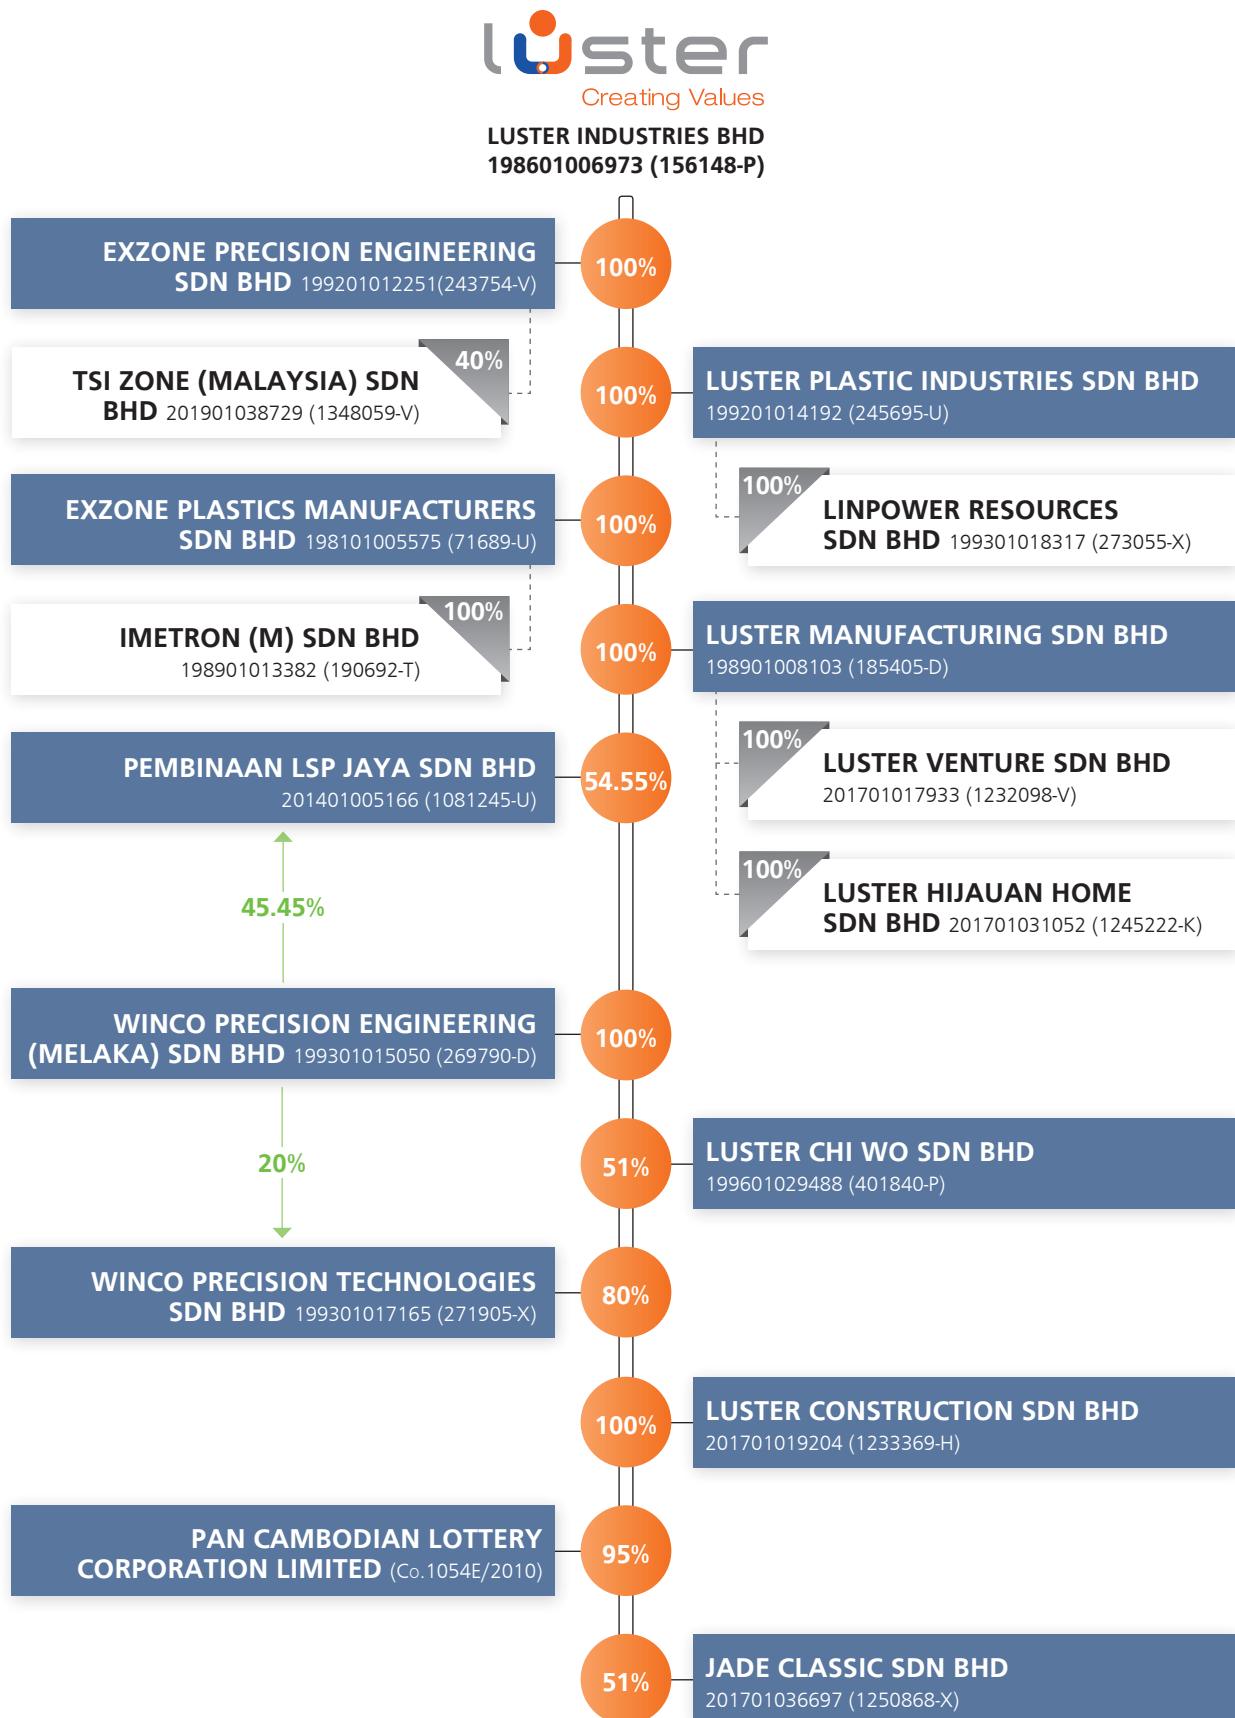 luster
Creating Values
LUSTER INDUSTRIES BHD
198601006973 (156148-P)
EXZONE PRECISION ENGINEERING
SDN BHD 199201012251(243754-V)
100%
40%
TSI ZONE (MALAYSIA) SDN
BHD 201901038729 (1348059-V)
100%
LUSTER PLASTIC INDUSTRIES SDN BHD
199201014192 (245695-U)
100%
LINPOWER RESOURCES
SDN BHD 199301018317 (273055-X)
EXZONE PLASTICS MANUFACTURERS
SDN BHD 198101005575 (71689-U)
100%
100%
IMETRON (M) SDN BHD
198901013382 (190692-T)
100%
LUSTER MANUFACTURING SDN BHD
198901008103 (185405-D)
100%
LUSTER VENTURE SDN BHD
201701017933 (1232098-V)
PEMBINAAN LSP JAYA SDN BHD
201401005166 (1081245-U)
54.55%
100%
LUSTER HIJAUAN HOME
SDN BHD 201701031052 (1245222-K)
45.45%
WINCO PRECISION ENGINEERING
(MELAKA) SDN BHD 199301015050 (269790-D)
100%
20%
51%
LUSTER CHI WO SDN BHD
199601029488 (401840-P)
WINCO PRECISION TECHNOLOGIES
SDN BHD 199301017165 (271905-X)
80%
100%
LUSTER CONSTRUCTION SDN BHD
201701019204 (1233369-H)
PAN CAMBODIAN LOTTERY
CORPORATION LIMITED (Co.1054E/2010)
95%
51%
JADE CLASSIC SDN BHD
201701036697 (1250868-X)